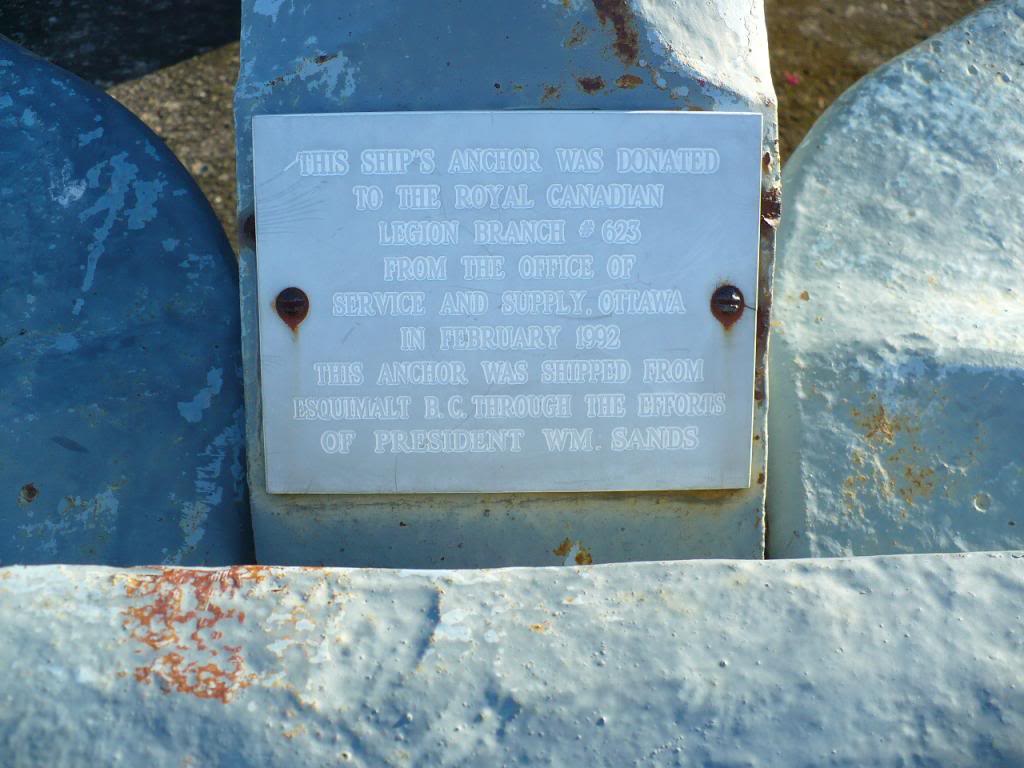 THIS SHIP'S ANCHOR WAS DONATED
TO THE ROYAL CANADIAN
LEGION BRANCH # 623
FROM THE OFFICE OF
SERVICE AND SUPPLY, OTTAWA
IN FEBRUARY 1992
THIS ANCHOR WAS SHIPPED FROM
ESQUIMALT B.C. THROUGH THE EFFORTS
OF PRESIDENT WM. SANDS